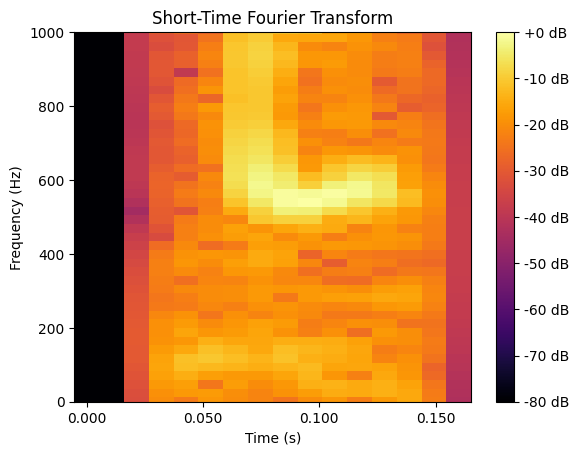 Short-Time Fourier Transform
1000
800
600
400
200
0
Frequency (Hz)
0.000
0.050
0.100
0.150
Time (s)
+0 dB
-10 dB
-20 dB
-30 dB
-40 dB
-50 dB
-60 dB
-70 dB
-80 dB